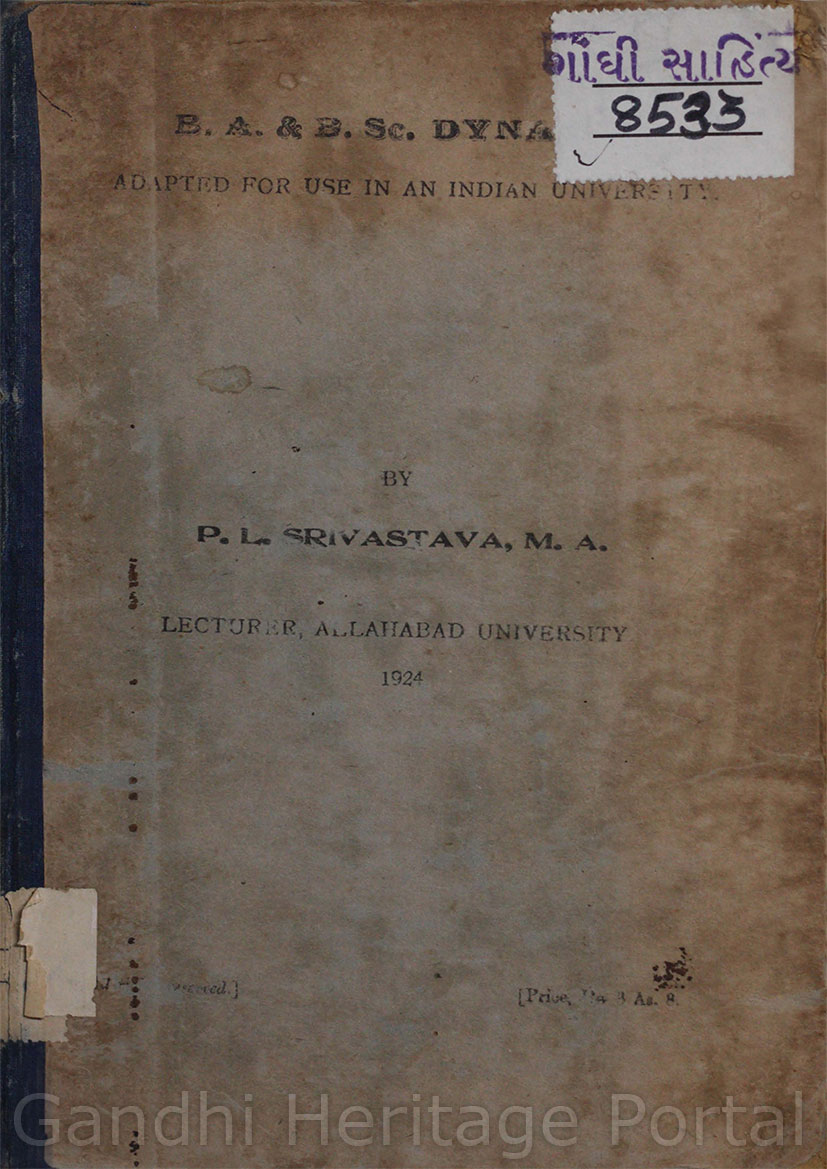 ગાંધી સાહિત્ય
8533
B. A. & B. Sc. DYNA
ADAPTED FOR USE IN AN INDIAN UNIVERSITY.
BY
P. L. SRIVASTAVA, M. A.
LECTURER, ALLAHABAD UNIVERSITY
1924
[Price, Rs 3 As. 8.
Gandhi Heritage Portal